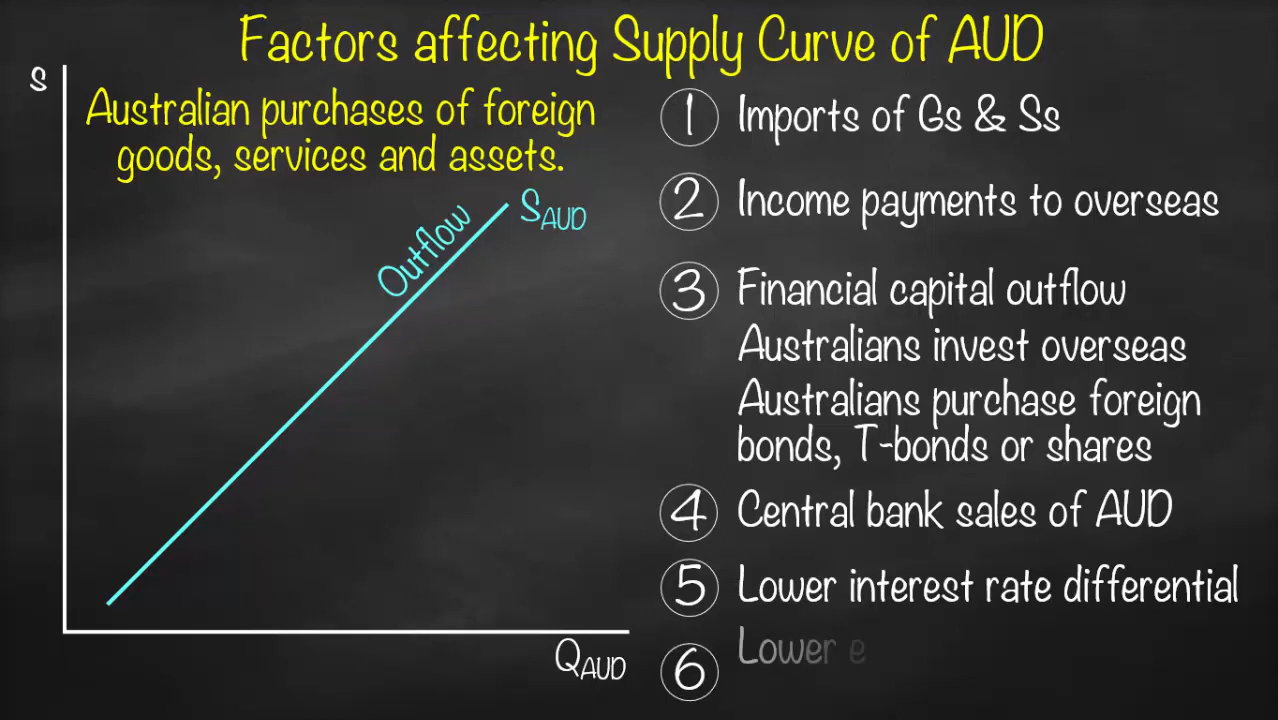 Factors affecting Supply Curve of AUD
S
Australian purchases of foreign
goods, services and assets.
Outflow
SAUD
QAUD
1 Imports of Gs & Ss
2 Income payments to overseas
3 Financial capital outflow
Australians invest overseas
Australians purchase foreign
bonds, T-bonds or shares
4 Central bank sales of AUD
5 Lower interest rate differential
6 Lower e